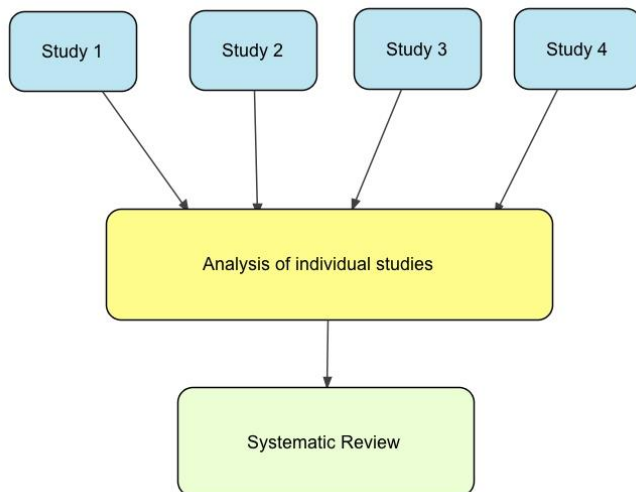 Study 1
Study 2
Study 3
Study 4
Analysis of individual studies
Systematic Review